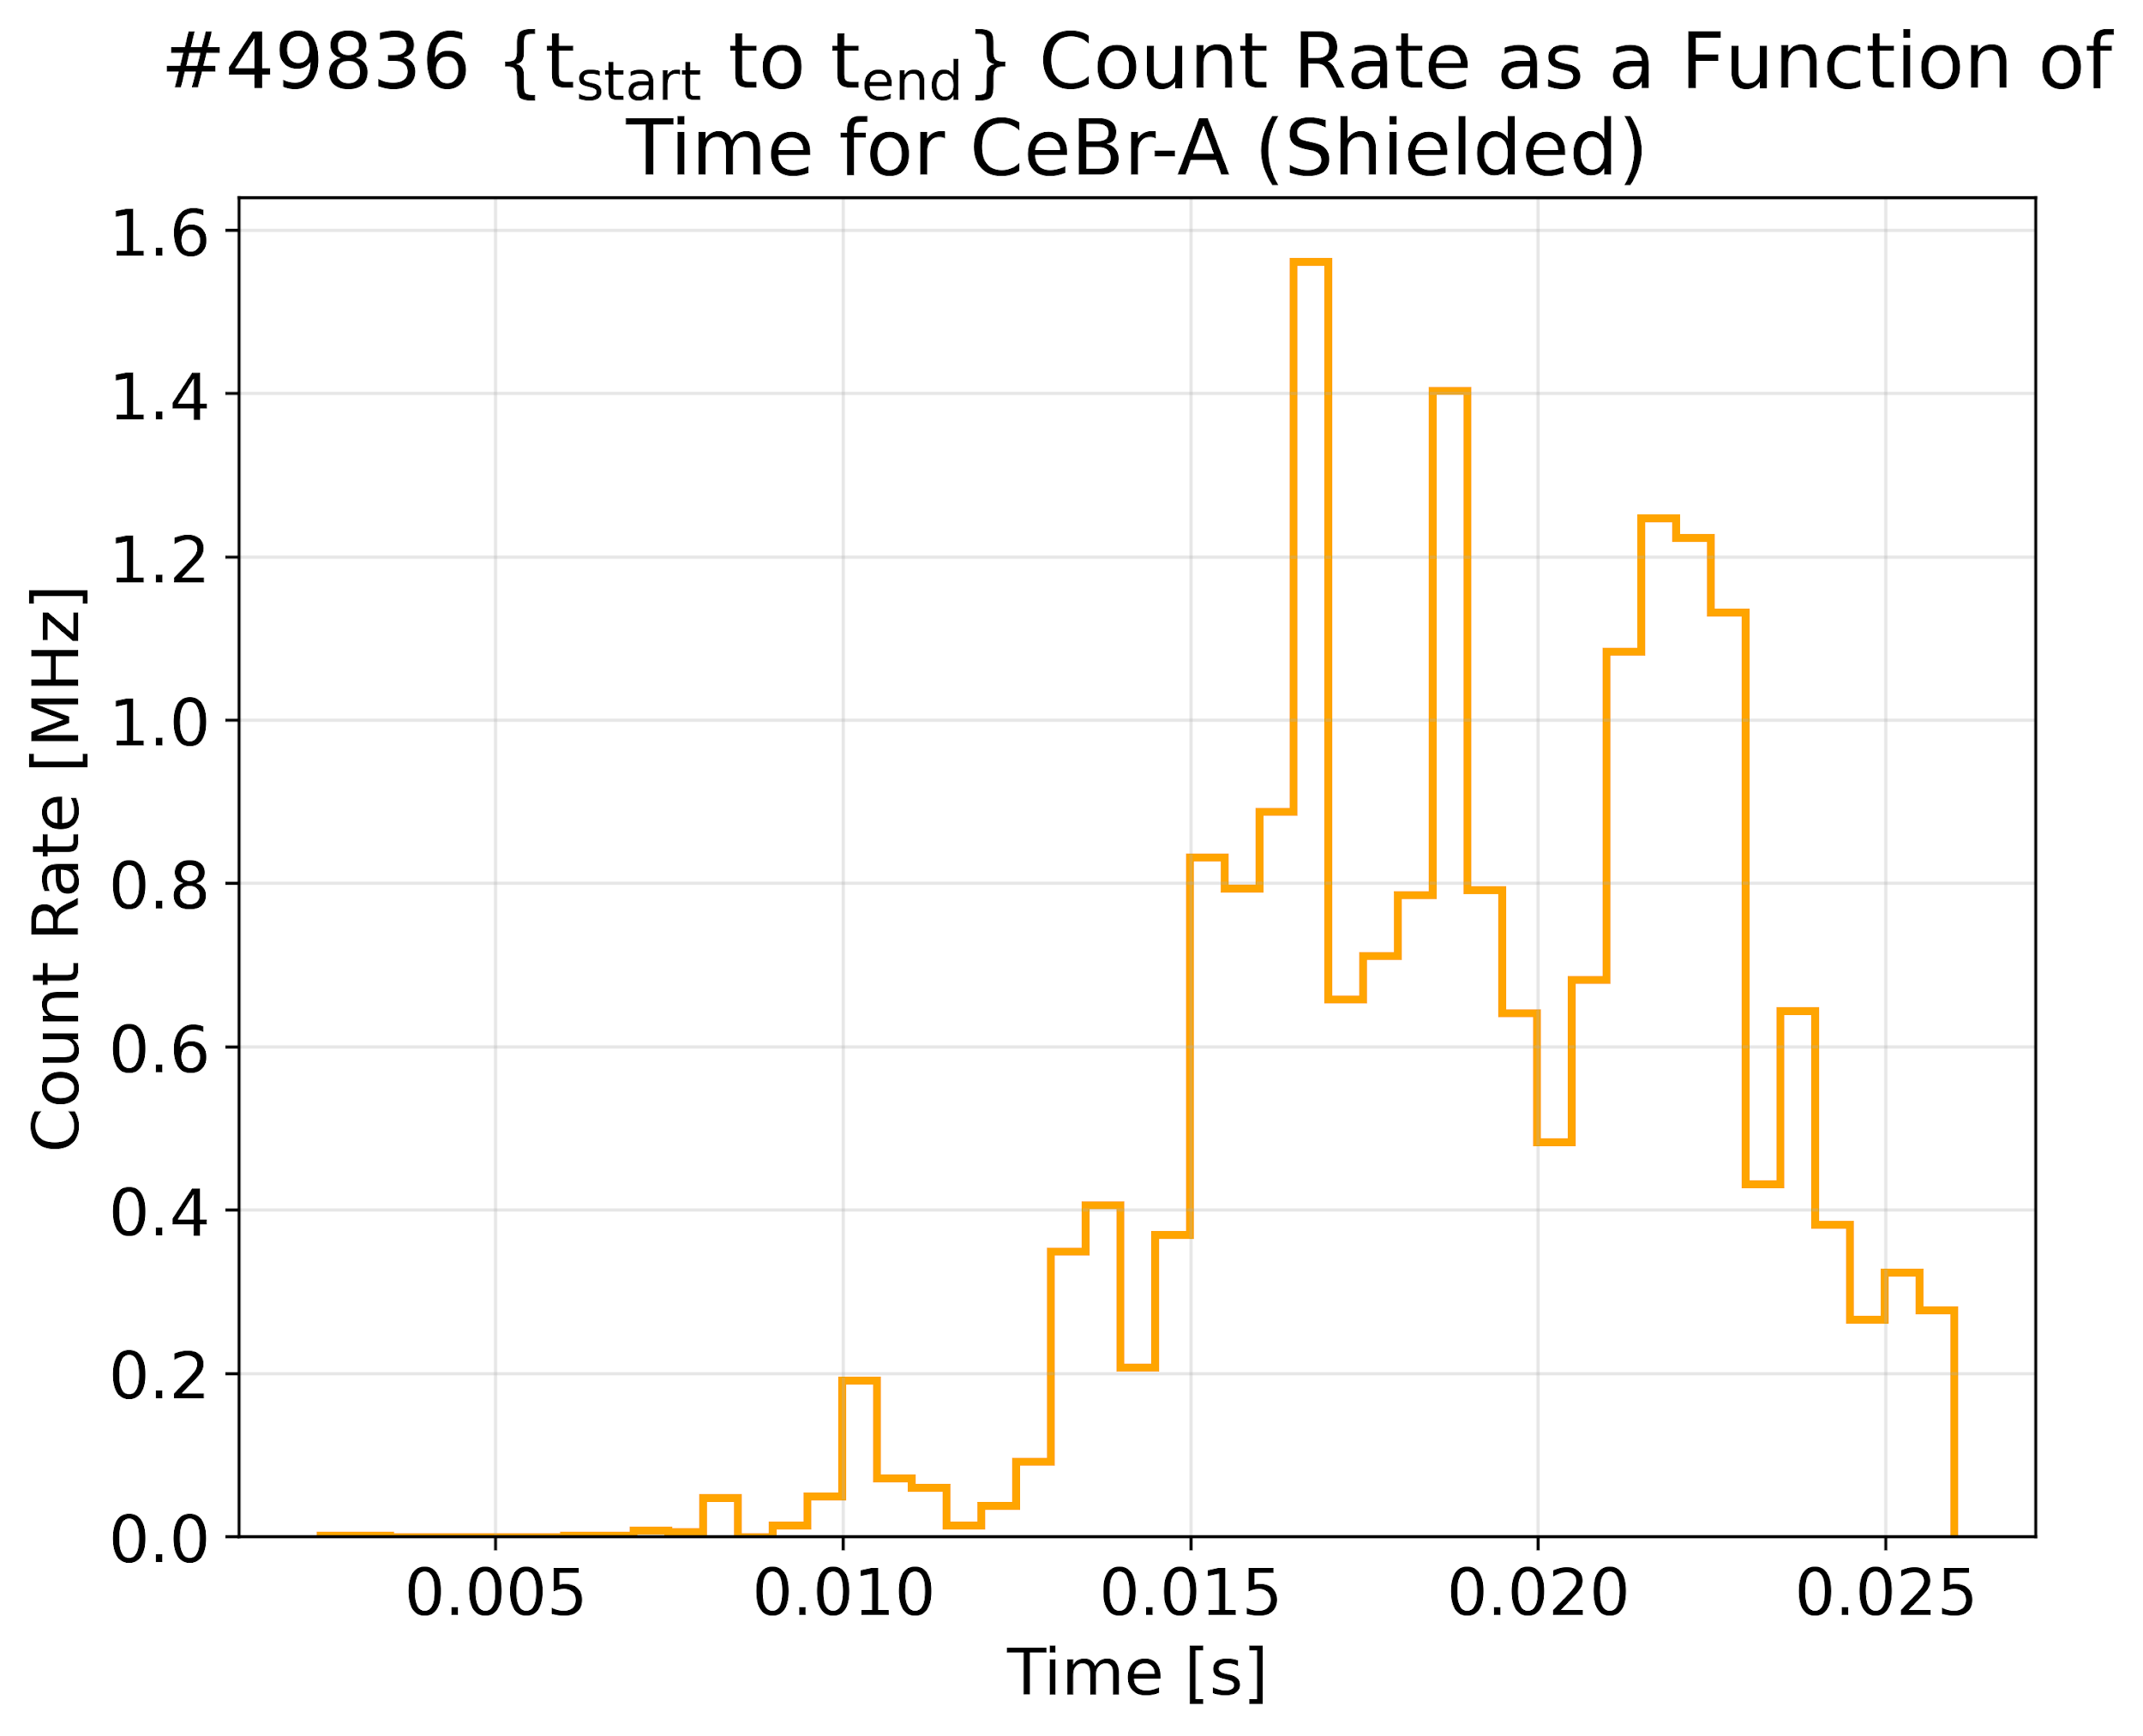 #49836 {tstart to tend} Count Rate as a Function of
Time for CeBr-A (Shielded)
1.6
1.4
1.2
1.0
0.8
0.6
0.4
0.2
0.0
Count Rate [MHz]
0.005 0.010 0.015 0.020 0.025
Time [s]